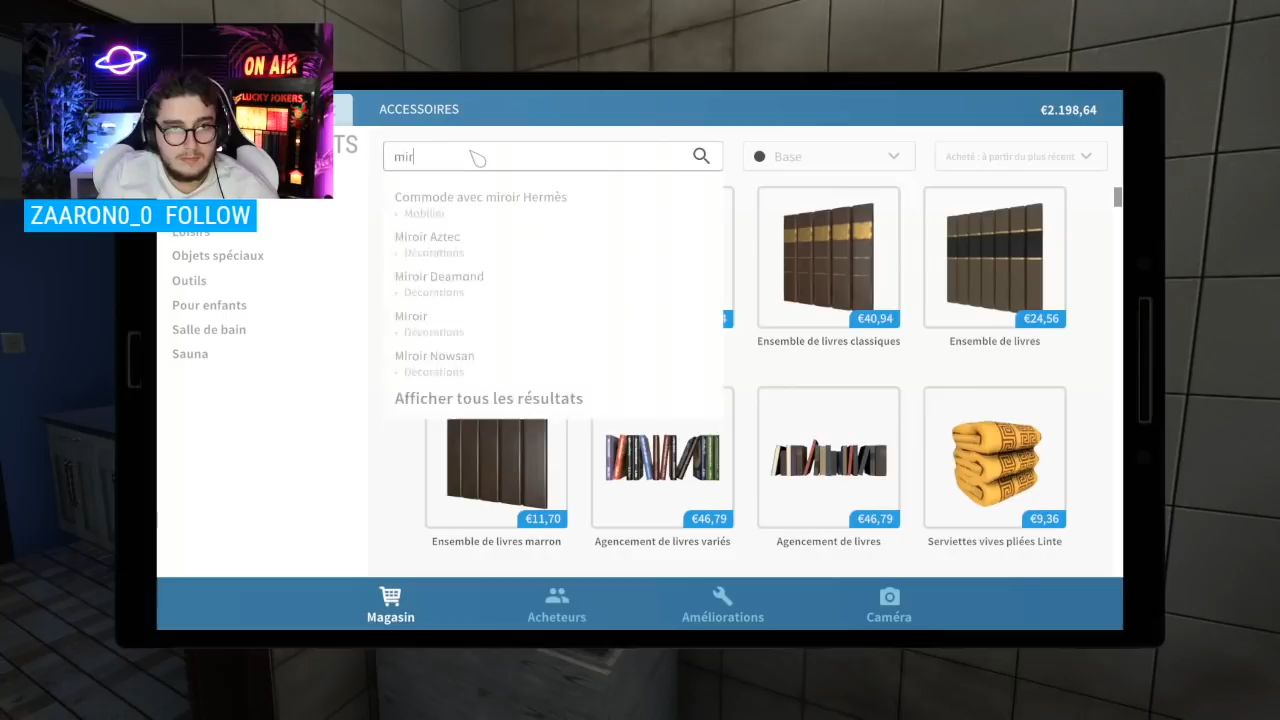 ON AIR
LUCKY JOKERS
ZAARON0_0 FOLLOW
TS
ACCESSOIRES
€2.198,64
mir
Base
Acheté : à partir du plus récent
Commode avec miroir Hermès
• Mobilier
Miroir Aztec
• Décorations
Miroir Deamand
• Décorations
Miroir
• Décorations
Miroir Nowsan
• Décorations
Afficher tous les résultats
Loisirs
Objets spéciaux
Outils
Pour enfants
Salle de bain
Sauna
4
€40,94
€24,56
Ensemble de livres classiques
Ensemble de livres
€11,70
€46,79
€46,79
€9,36
Ensemble de livres marron
Agencement de livres variés
Agencement de livres
Serviettes vives pliées Linte
Magasin
Acheteurs
Améliorations
Caméra